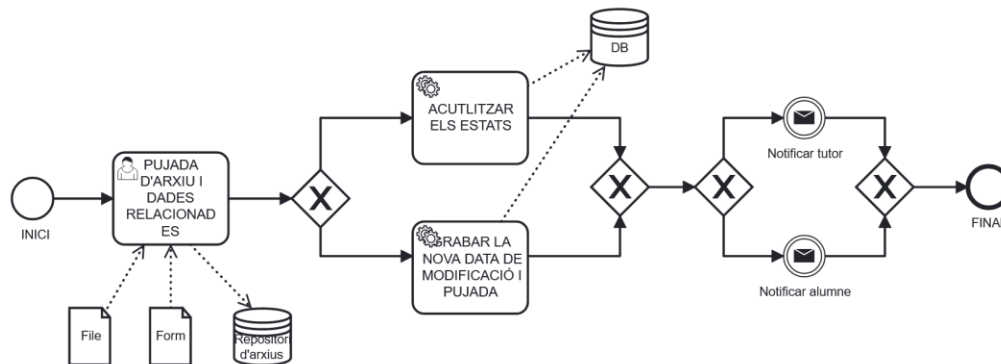 DB
ACUTLITZAR
ELS ESTATS
PUJADA
D'ARXIU I
DADES
RELACIONAD
ES
INICI
X
X
X
X
Notificar tutor
FINAL
GRABAR LA
NOVA DATA DE
MODIFICACIÓ I
PUJADA
Notificar alumne
File
Form
Repositori
d'arxius